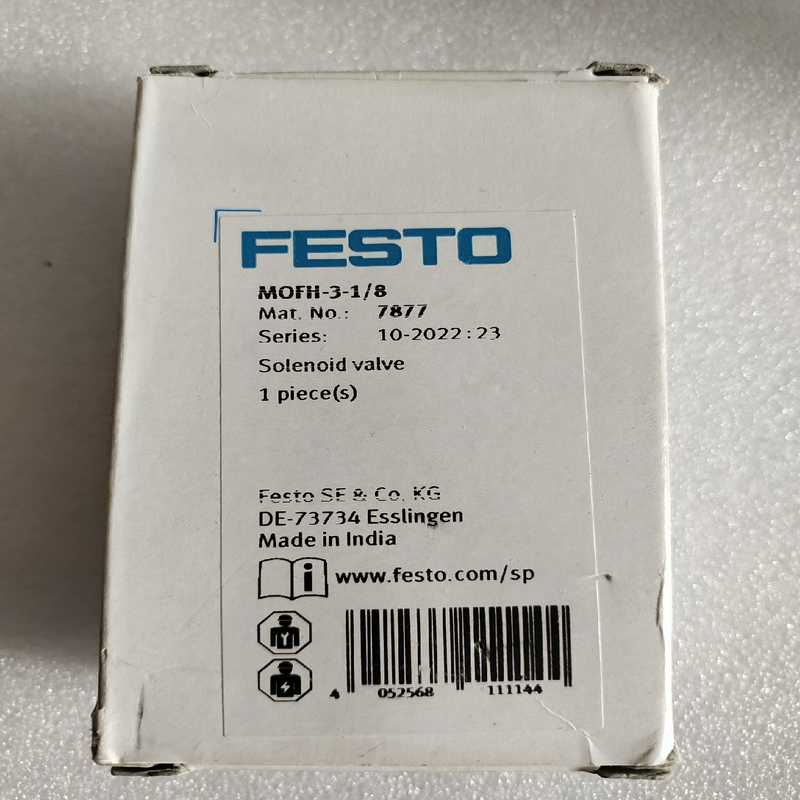 FESTO
MOFH-3-1/8
Mat. No.: 7877
Series: 10-2022:23
Solenoid valve
1 piece(s)
Festo SE & Co. KG
DE-73734 Esslingen
Made in India
www.festo.com/sp
4 052568 111144